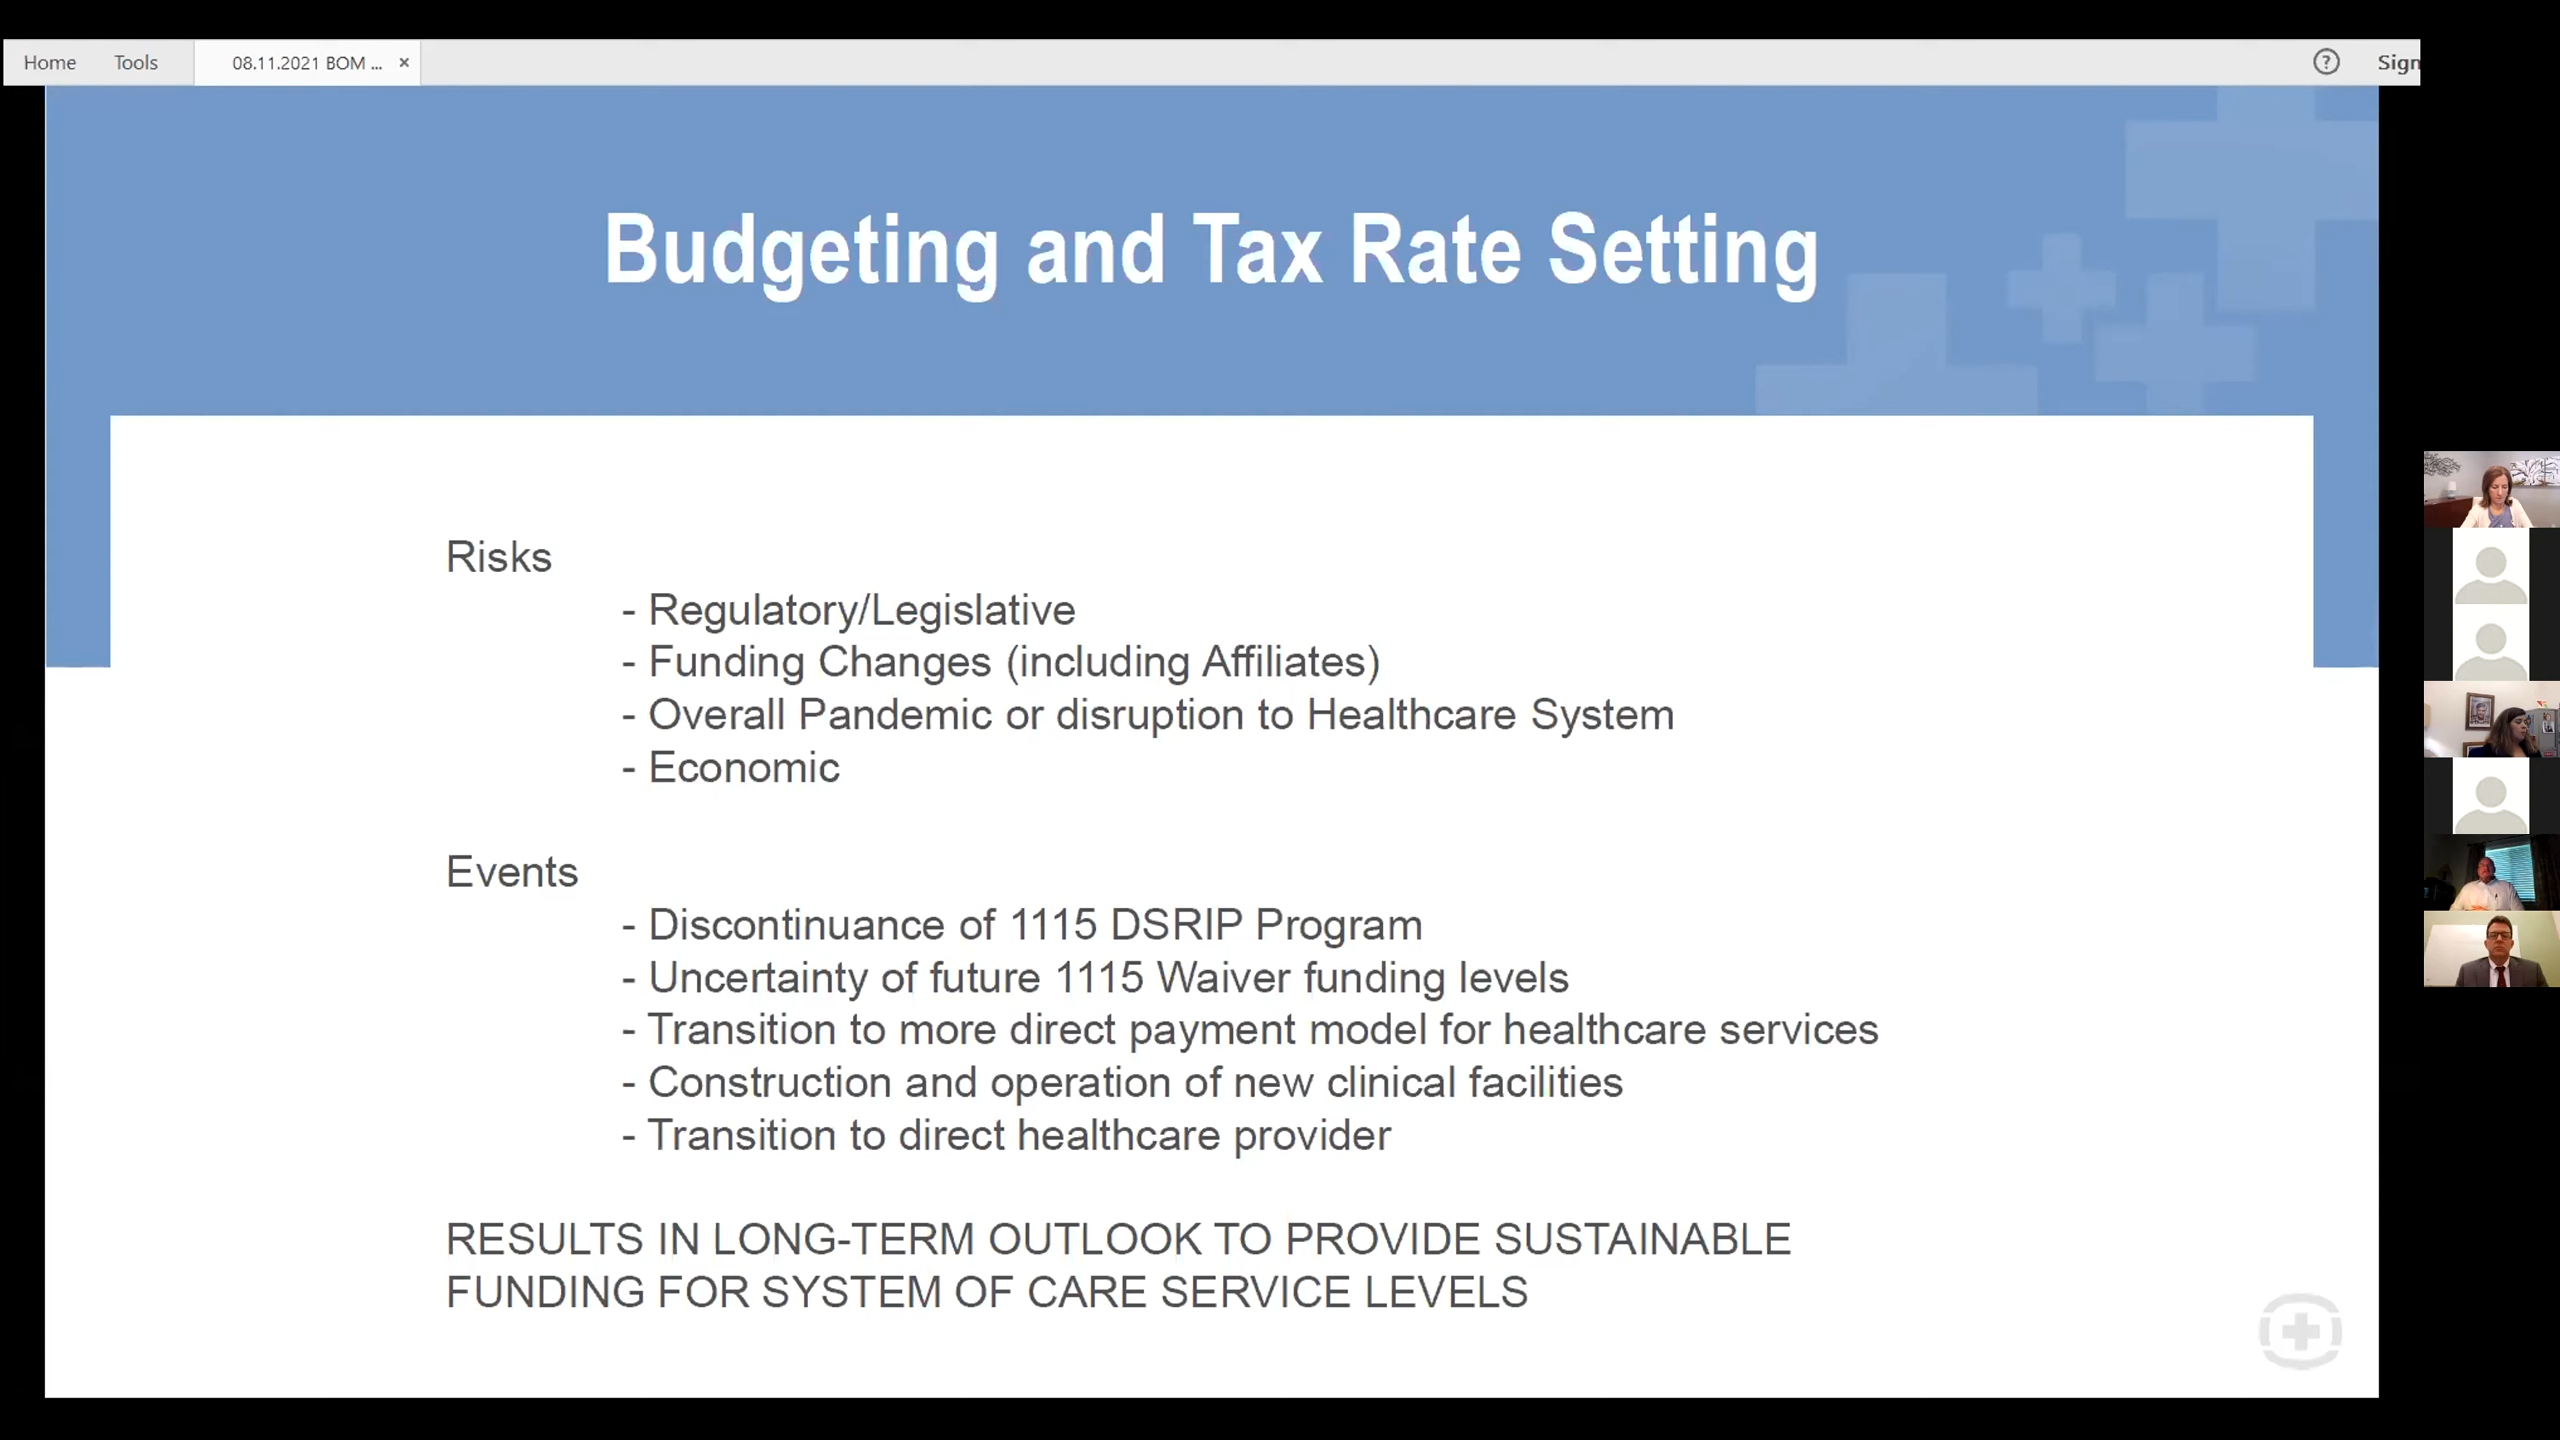 Home Tools 08.11.2021 BOM ... × ? Sign
Budgeting and Tax Rate Setting
Risks
- Regulatory/Legislative
- Funding Changes (including Affiliates)
- Overall Pandemic or disruption to Healthcare System
- Economic
Events
- Discontinuance of 1115 DSRIP Program
- Uncertainty of future 1115 Waiver funding levels
- Transition to more direct payment model for healthcare services
- Construction and operation of new clinical facilities
- Transition to direct healthcare provider
RESULTS IN LONG-TERM OUTLOOK TO PROVIDE SUSTAINABLE
FUNDING FOR SYSTEM OF CARE SERVICE LEVELS